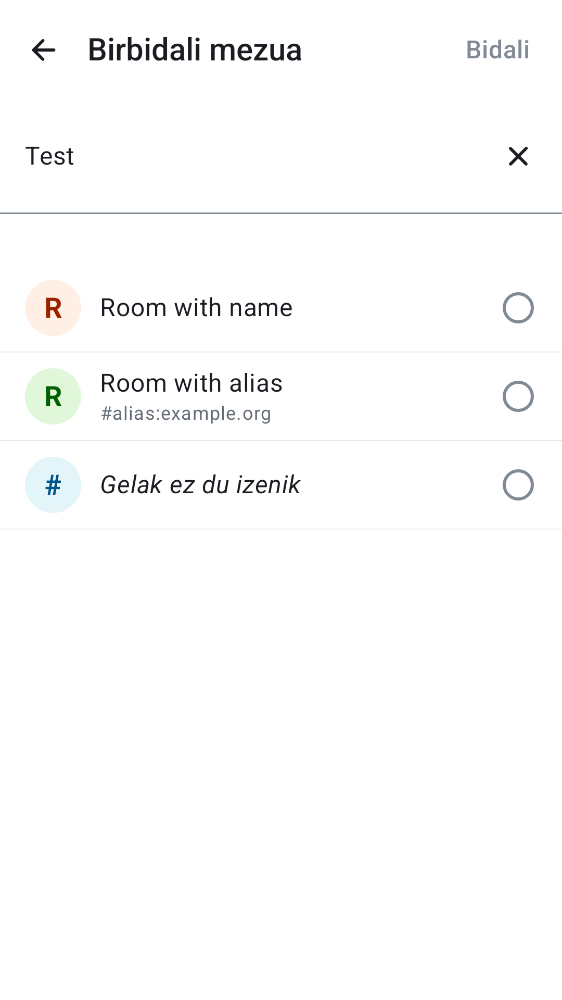 Birbidali mezua
Bidali
Test
R
Room with name
R
Room with alias
#alias:example.org
#
Gelak ez du izenik